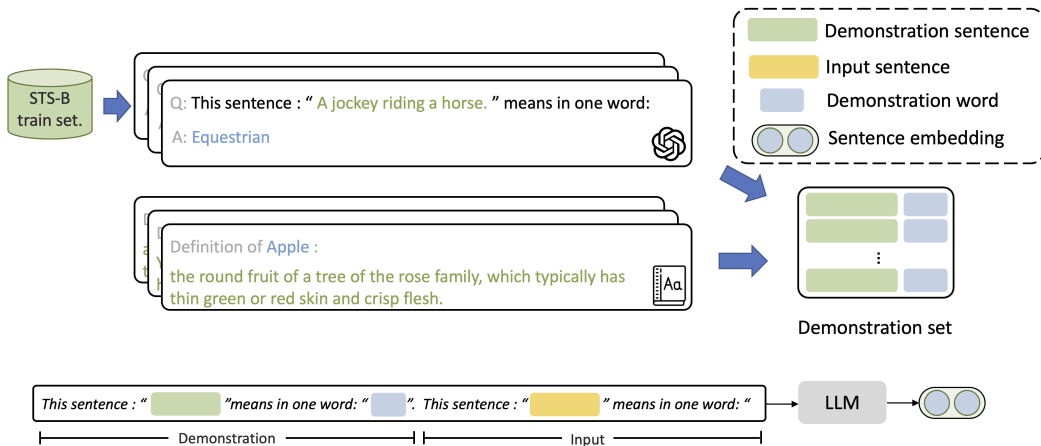 STS-B
train set.
Q: This sentence : “ A jockey riding a horse. ” means in one word:
A: Equestrian
Definition of Apple :
the round fruit of a tree of the rose family, which typically has
thin green or red skin and crisp flesh.
Aa
Demonstration sentence
Input sentence
Demonstration word
Sentence embedding
⋮
Demonstration set
This sentence : “ ”means in one word: “ ”. This sentence : “ ” means in one word: “
LLM
Demonstration
Input